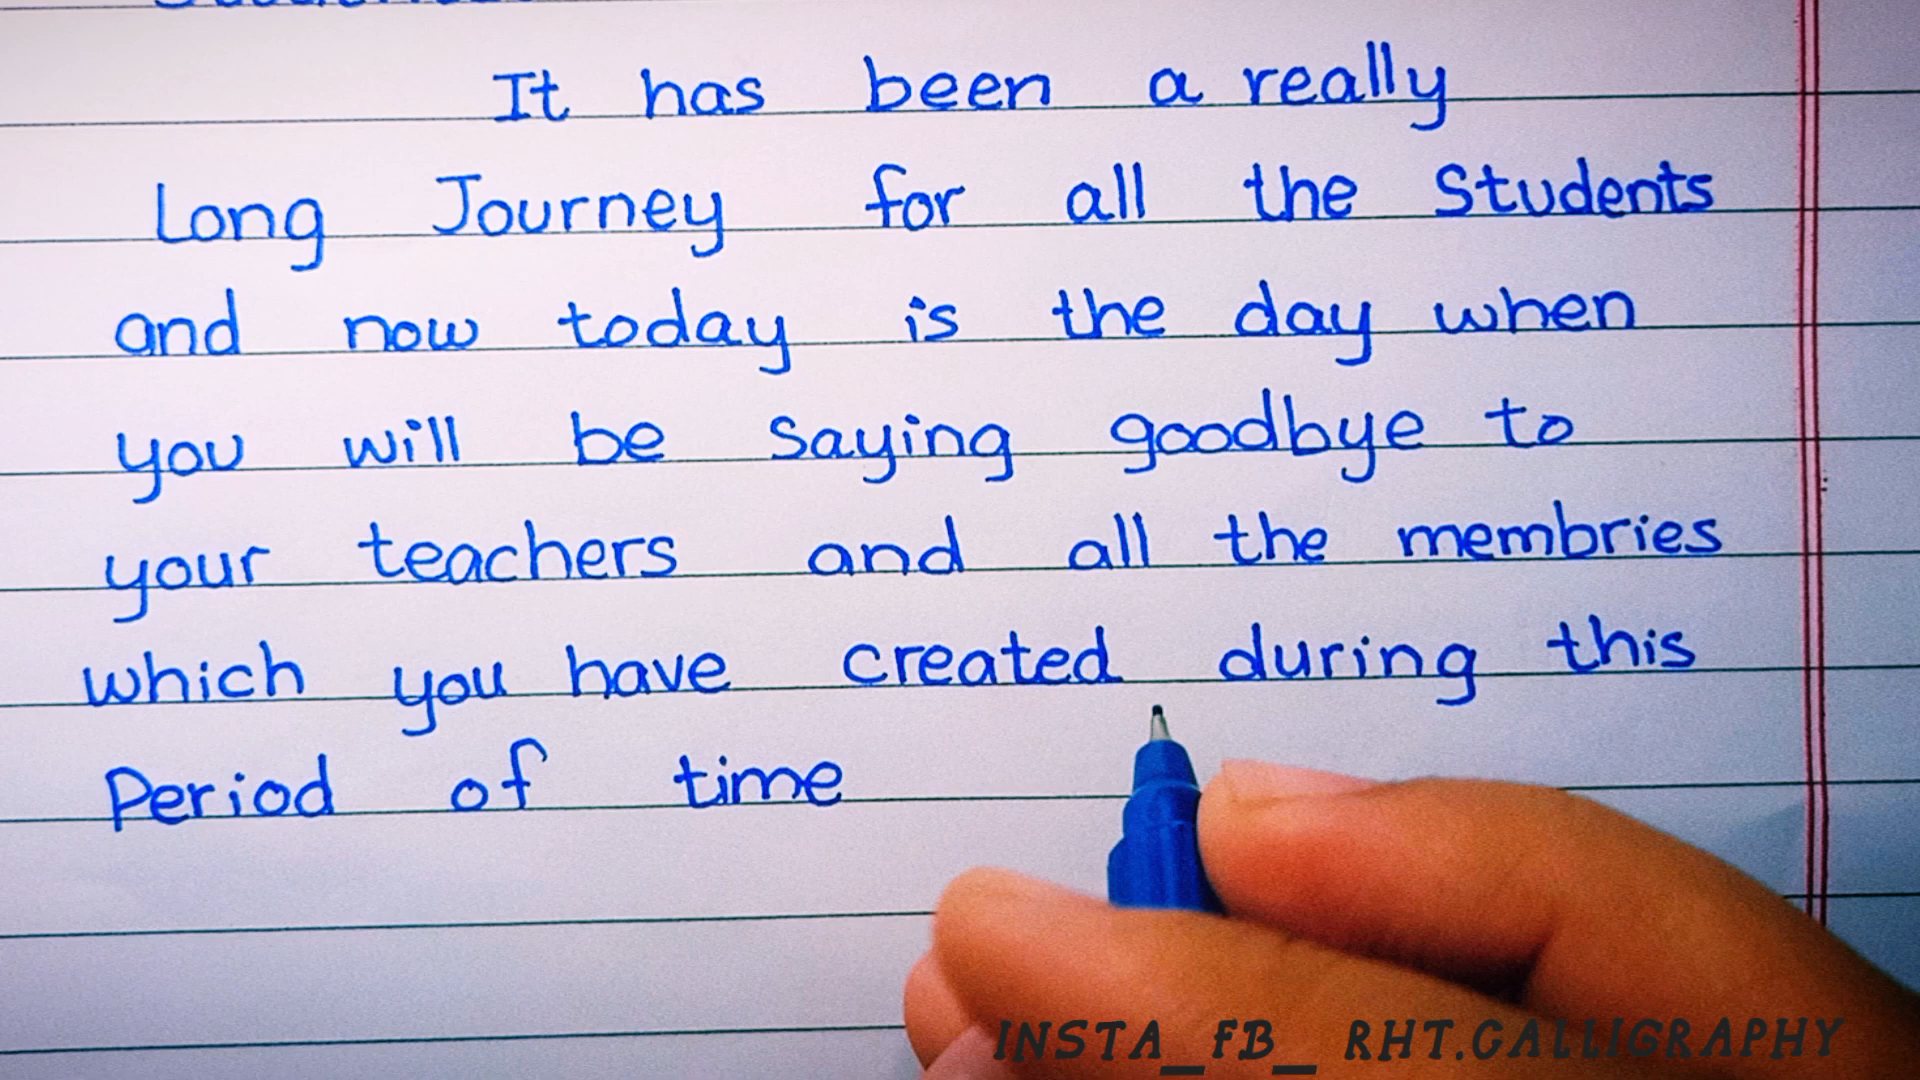 It has been a really
Long Journey for all the Students
and now today is the day when
you will be saying goodbye to
your teachers and all the membries
which you have created during this
Period of time
INSTA_FB_ RHT.CALLIGRAPHY